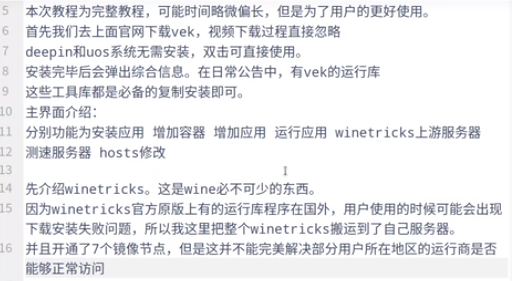 5 本次教程为完整教程，可能时间略微偏长，但是为了用户的更好使用。
6 首先我们去上面官网下载vek，视频下载过程直接忽略
7 deepin和uos系统无需安装，双击可直接使用。
8 安装完毕后会弹出综合信息。在日常公告中，有vek的运行库
9 这些工具库都是必备的复制安装即可。
10 主界面介绍：
11 分别功能为安装应用 增加容器 增加应用 运行应用 winetricks上游服务器
12 测速服务器 hosts修改
13
14 先介绍winetricks。这是wine必不可少的东西。
15 因为winetricks官方原版上有的运行库程序在国外，用户使用的时候可能会出现
下载安装失败问题，所以我这里把整个winetricks搬运到了自己服务器。
16 并且开通了7个镜像节点，但是这并不能完美解决部分用户所在地区的运行商是否
能够正常访问